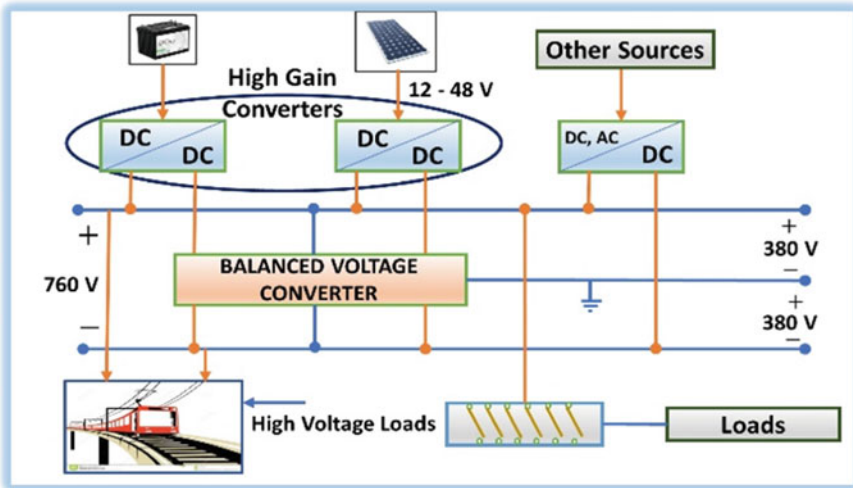 Other Sources
High Gain
Converters
12 - 48 V
DC
DC
DC
DC
DC, AC
DC
+
760 V
−
BALANCED VOLTAGE
CONVERTER
+
380 V
−
+
380 V
−
High Voltage Loads
Loads